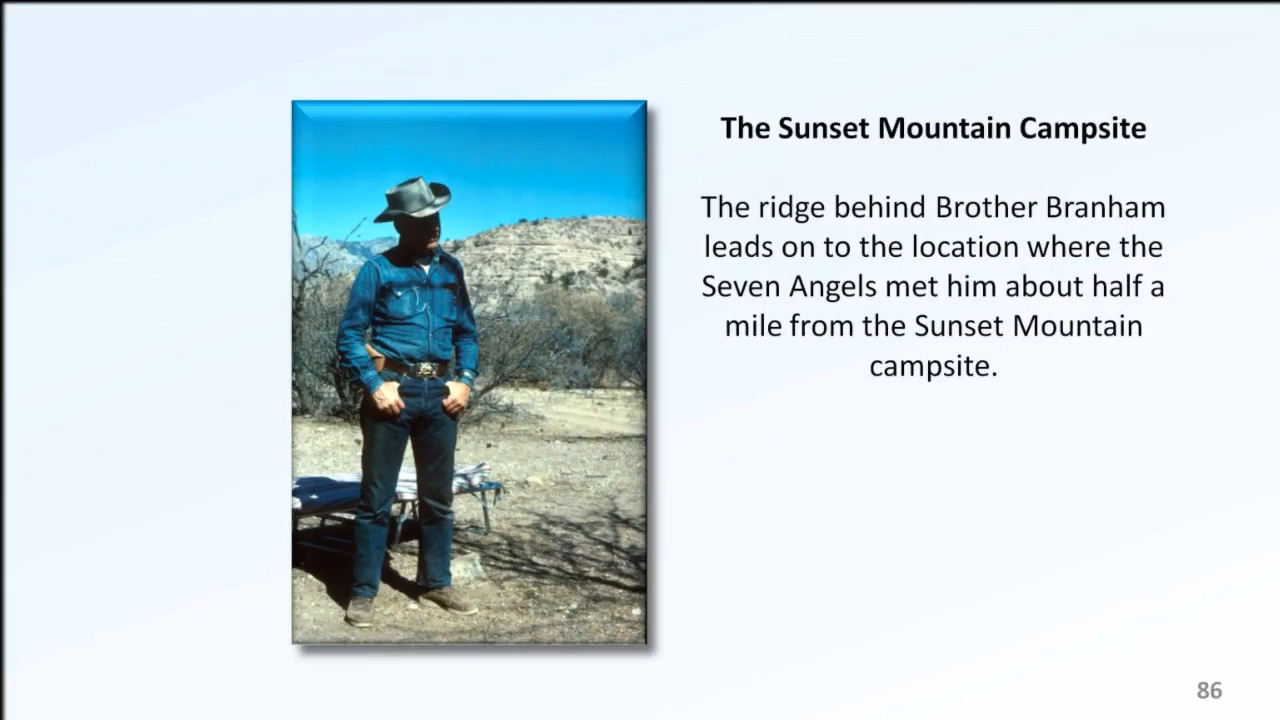 The Sunset Mountain Campsite
The ridge behind Brother Branham
leads on to the location where the
Seven Angels met him about half a
mile from the Sunset Mountain
campsite.
86